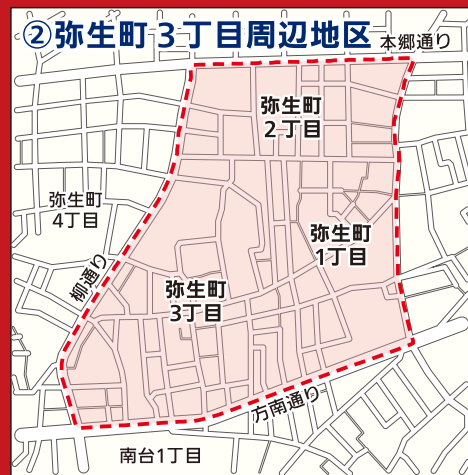 ②弥生町3丁目周辺地区
本郷通り
弥生町
2丁目
弥生町
4丁目
弥生町
1丁目
柳通り
弥生町
3丁目
方南通り
南台1丁目